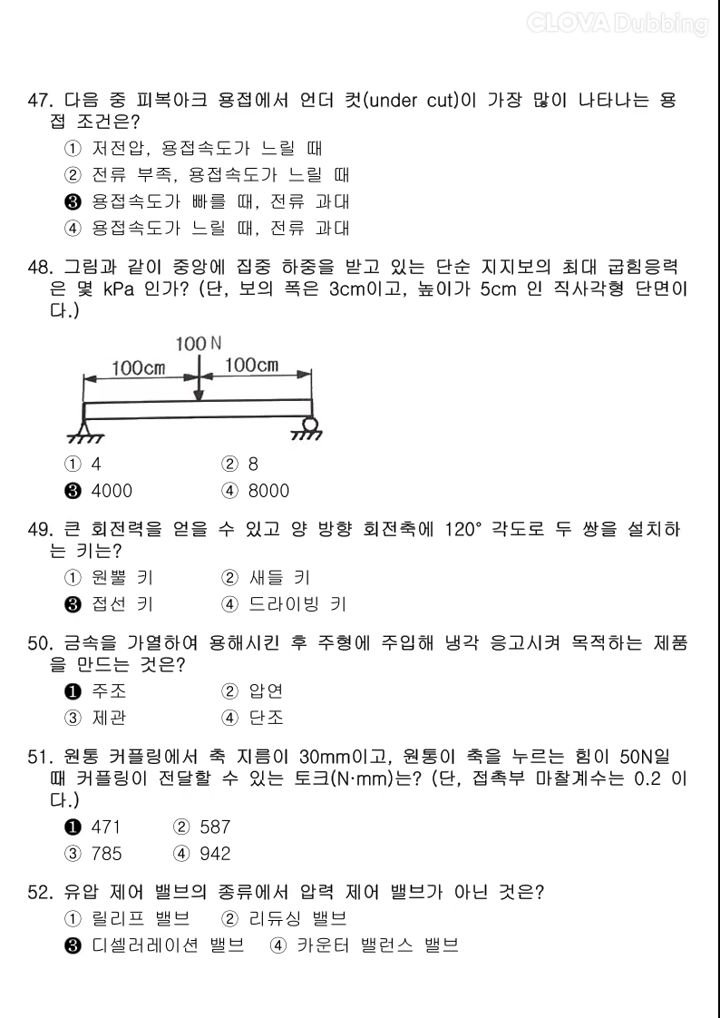 CLOVA Dubbing
47. 다음 중 피복아크 용접에서 언더 컷(under cut)이 가장 많이 나타나는 용
접 조건은?
① 저전압, 용접속도가 느릴 때
② 전류 부족, 용접속도가 느릴 때
❸ 용접속도가 빠를 때, 전류 과대
④ 용접속도가 느릴 때, 전류 과대
48. 그림과 같이 중앙에 집중 하중을 받고 있는 단순 지지보의 최대 굽힘응력
은 몇 kPa 인가? (단, 보의 폭은 3cm이고, 높이가 5cm 인 직사각형 단면이
다.)
100 N
100cm 100cm
① 4 ② 8
❸ 4000 ④ 8000
49. 큰 회전력을 얻을 수 있고 양 방향 회전축에 120° 각도로 두 쌍을 설치하
는 키는?
① 원뿔 키 ② 새들 키
❸ 접선 키 ④ 드라이빙 키
50. 금속을 가열하여 용해시킨 후 주형에 주입해 냉각 응고시켜 목적하는 제품
을 만드는 것은?
❶ 주조 ② 압연
③ 제관 ④ 단조
51. 원통 커플링에서 축 지름이 30mm이고, 원통이 축을 누르는 힘이 50N일
때 커플링이 전달할 수 있는 토크(N·mm)는? (단, 접촉부 마찰계수는 0.2 이
다.)
❶ 471 ② 587
③ 785 ④ 942
52. 유압 제어 밸브의 종류에서 압력 제어 밸브가 아닌 것은?
① 릴리프 밸브 ② 리듀싱 밸브
❸ 디셀러레이션 밸브 ④ 카운터 밸런스 밸브